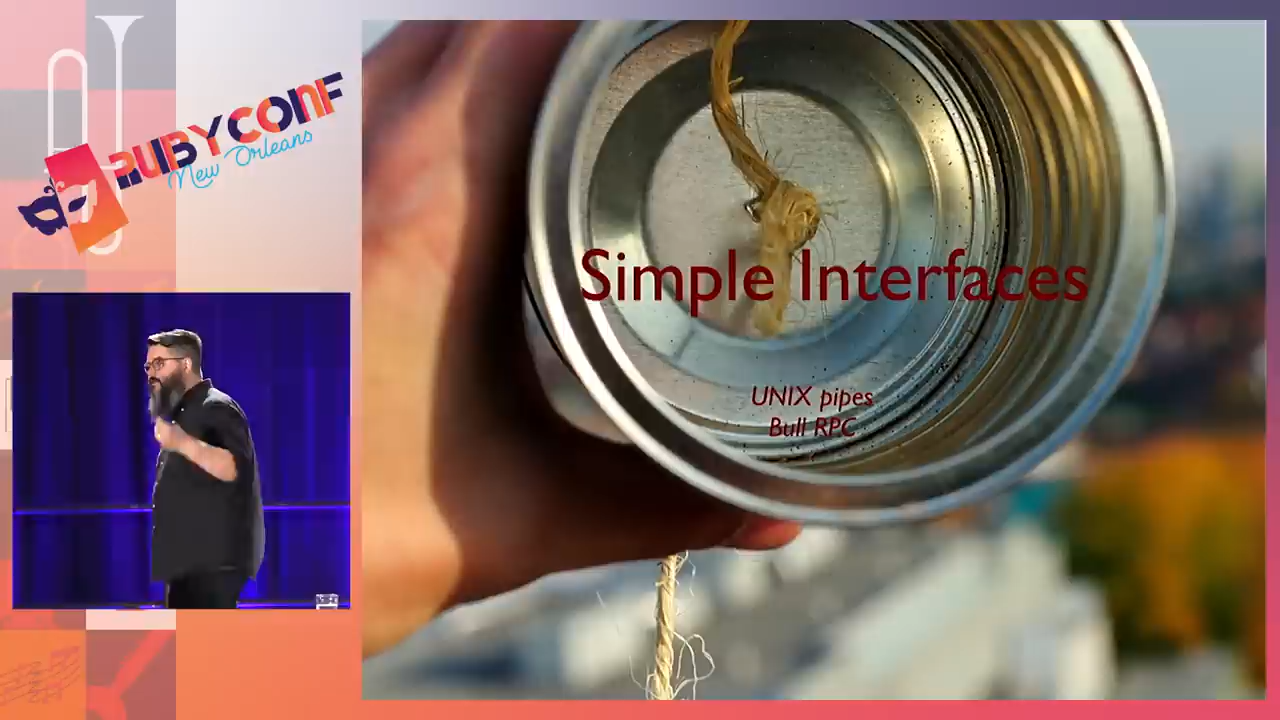 RUBYCONF
New Orleans
Simple Interfaces
UNIX pipes
Bull RPC